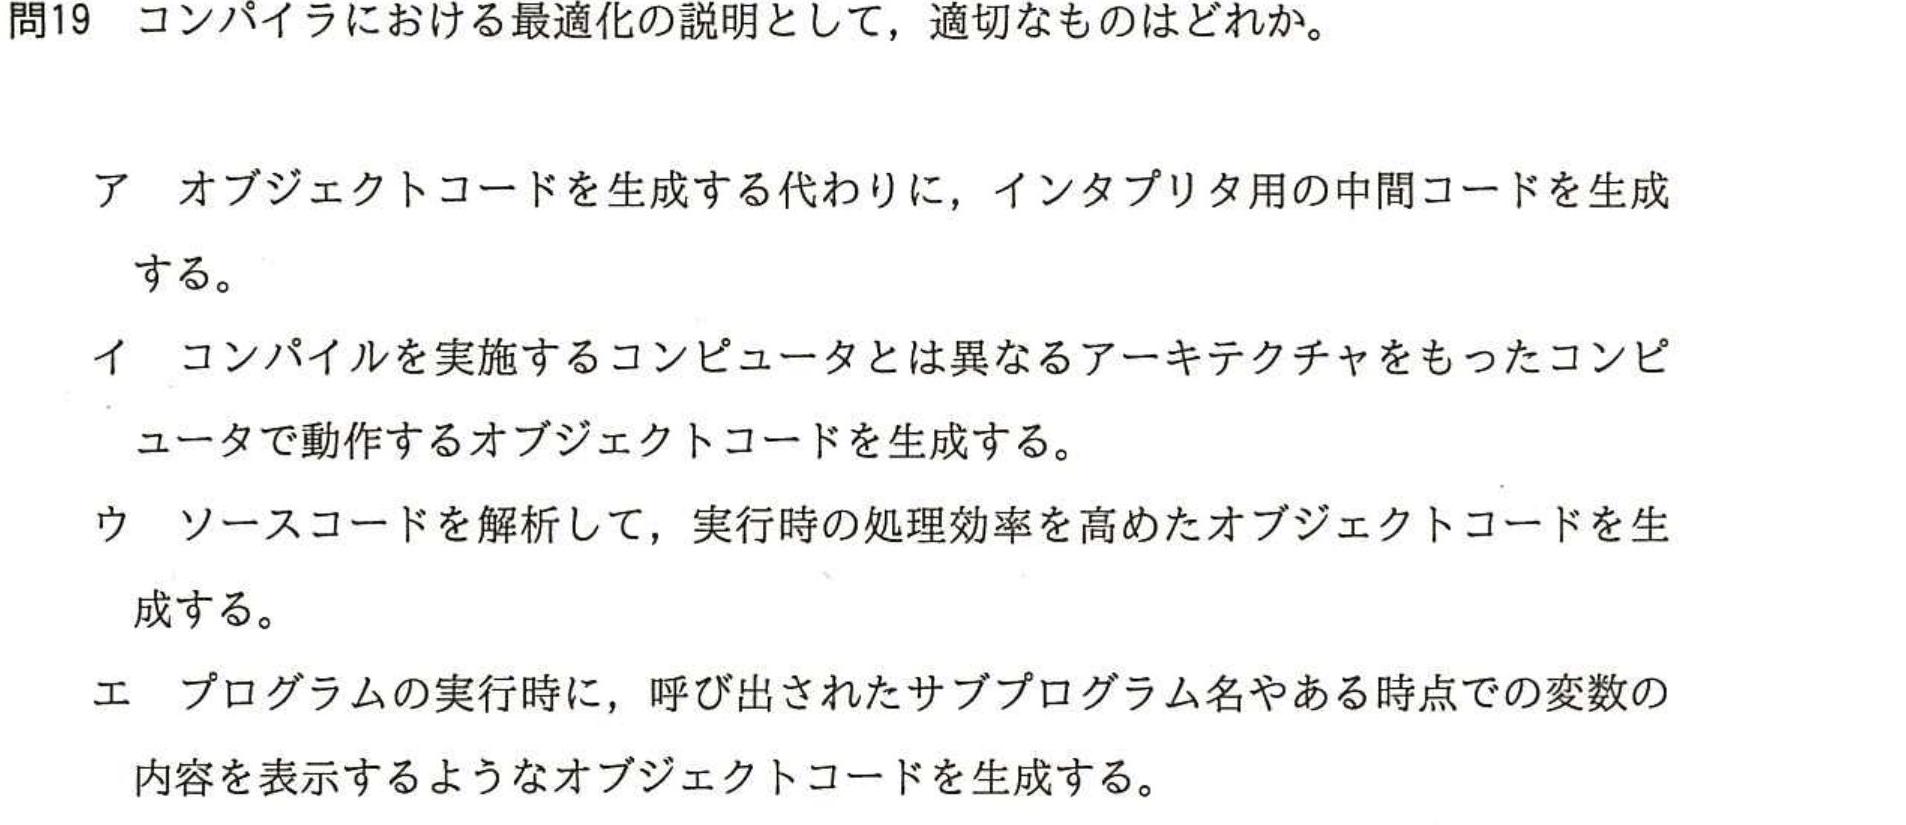 問19　コンパイラにおける最適化の説明として，適切なものはどれか。
ア　オブジェクトコードを生成する代わりに，インタプリタ用の中間コードを生成
する。
イ　コンパイルを実施するコンピュータとは異なるアーキテクチャをもったコンピ
ュータで動作するオブジェクトコードを生成する。
ウ　ソースコードを解析して，実行時の処理効率を高めたオブジェクトコードを生
成する。
エ　プログラムの実行時に，呼び出されたサブプログラム名やある時点での変数の
内容を表示するようなオブジェクトコードを生成する。